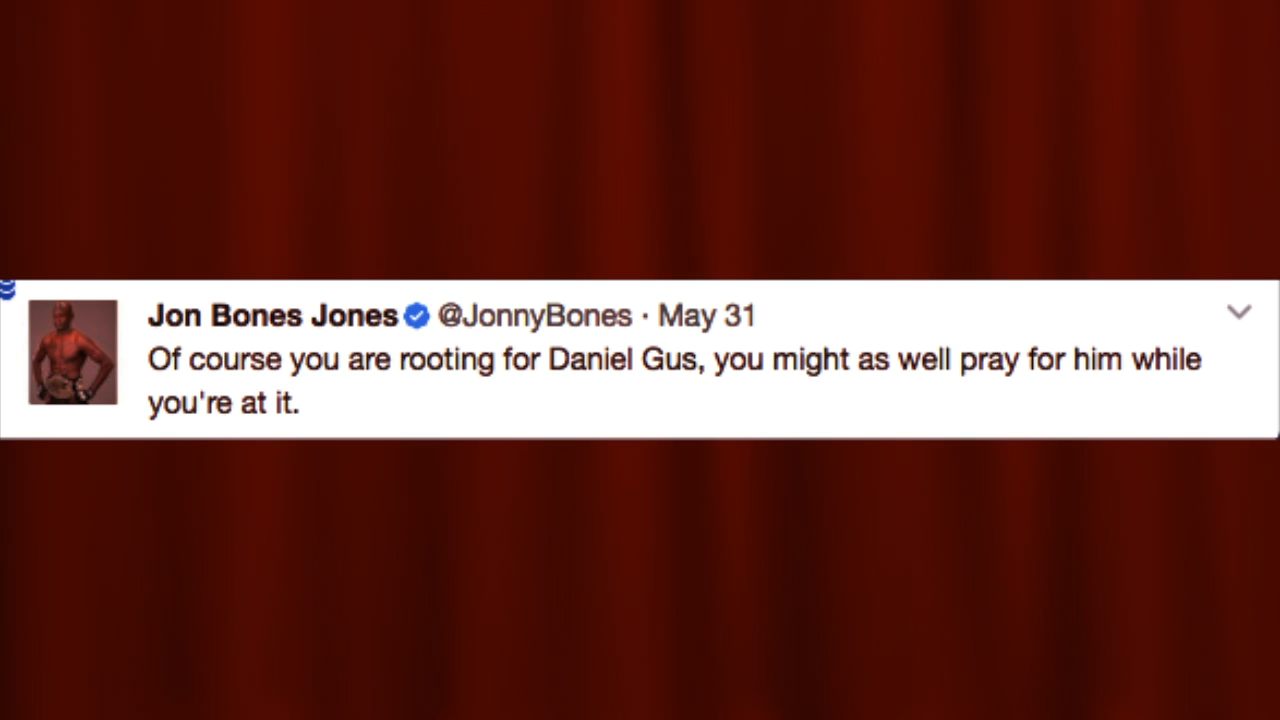 Jon Bones Jones @JonnyBones · May 31
Of course you are rooting for Daniel Gus, you might as well pray for him while
you're at it.